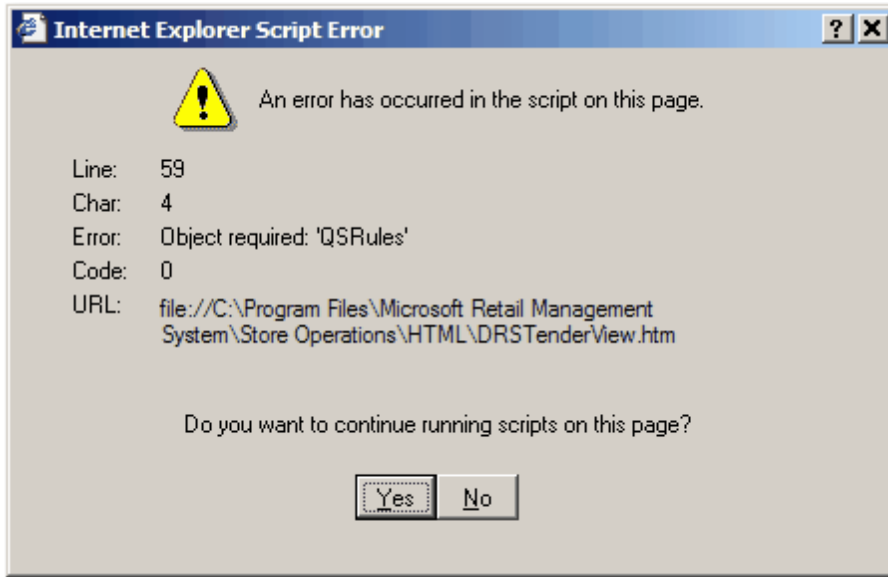 Internet Explorer Script Error
An error has occurred in the script on this page.
Line: 59
Char: 4
Error: Object required: 'QSRules'
Code: 0
URL: file://C:\Program Files\Microsoft Retail Management
System\Store Operations\HTML\DRSTenderView.htm
Do you want to continue running scripts on this page?
Yes No